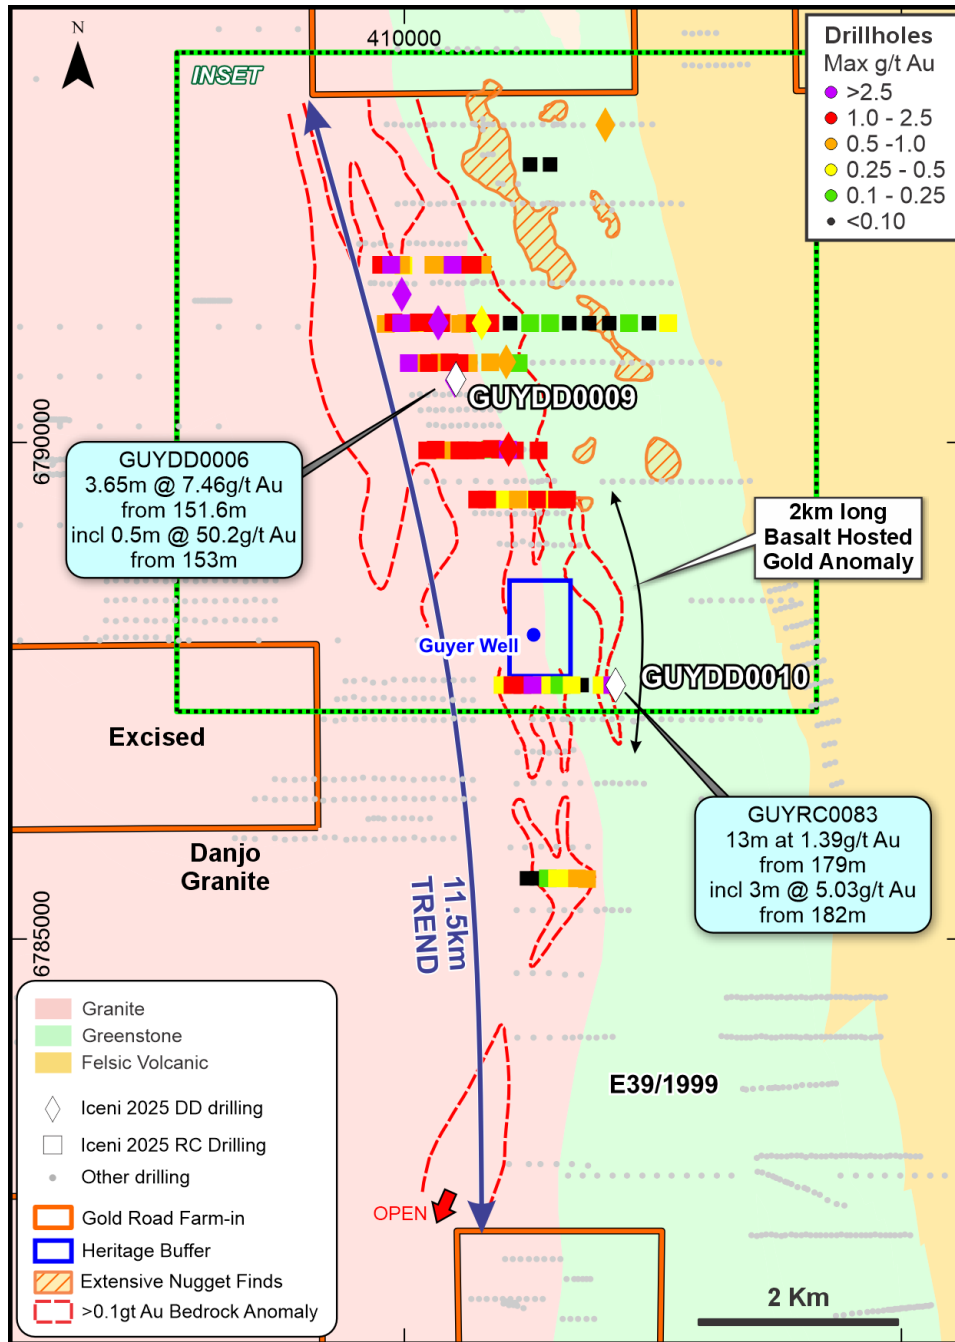 N
410000
INSET
Drillholes
Max g/t Au
>2.5
1.0 - 2.5
0.5 -1.0
0.25 - 0.5
0.1 - 0.25
<0.10
6790000
GUYDD0009
GUYDD0006
3.65m @ 7.46g/t Au
from 151.6m
incl 0.5m @ 50.2g/t Au
from 153m
2km long
Basalt Hosted
Gold Anomaly
Guyer Well
GUYDD0010
Excised
GUYRC0083
13m at 1.39g/t Au
from 179m
incl 3m @ 5.03g/t Au
from 182m
Danjo
Granite
11.5km
TREND
6785000
Granite
Greenstone
Felsic Volcanic
Iceni 2025 DD drilling
Iceni 2025 RC Drilling
Other drilling
Gold Road Farm-in
Heritage Buffer
Extensive Nugget Finds
>0.1gt Au Bedrock Anomaly
E39/1999
OPEN
2 Km